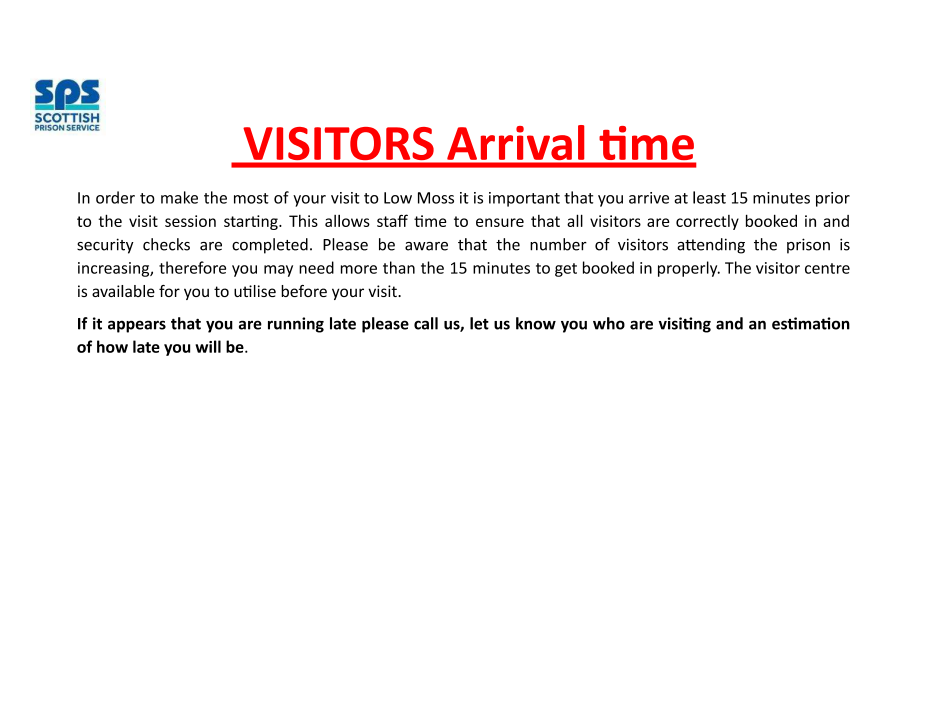 sps
SCOTTISH
PRISON SERVICE
VISITORS Arrival time
In order to make the most of your visit to Low Moss it is important that you arrive at least 15 minutes prior
to the visit session starting. This allows staff time to ensure that all visitors are correctly booked in and
security checks are completed. Please be aware that the number of visitors attending the prison is
increasing, therefore you may need more than the 15 minutes to get booked in properly. The visitor centre
is available for you to utilise before your visit.
If it appears that you are running late please call us, let us know you who are visiting and an estimation
of how late you will be.